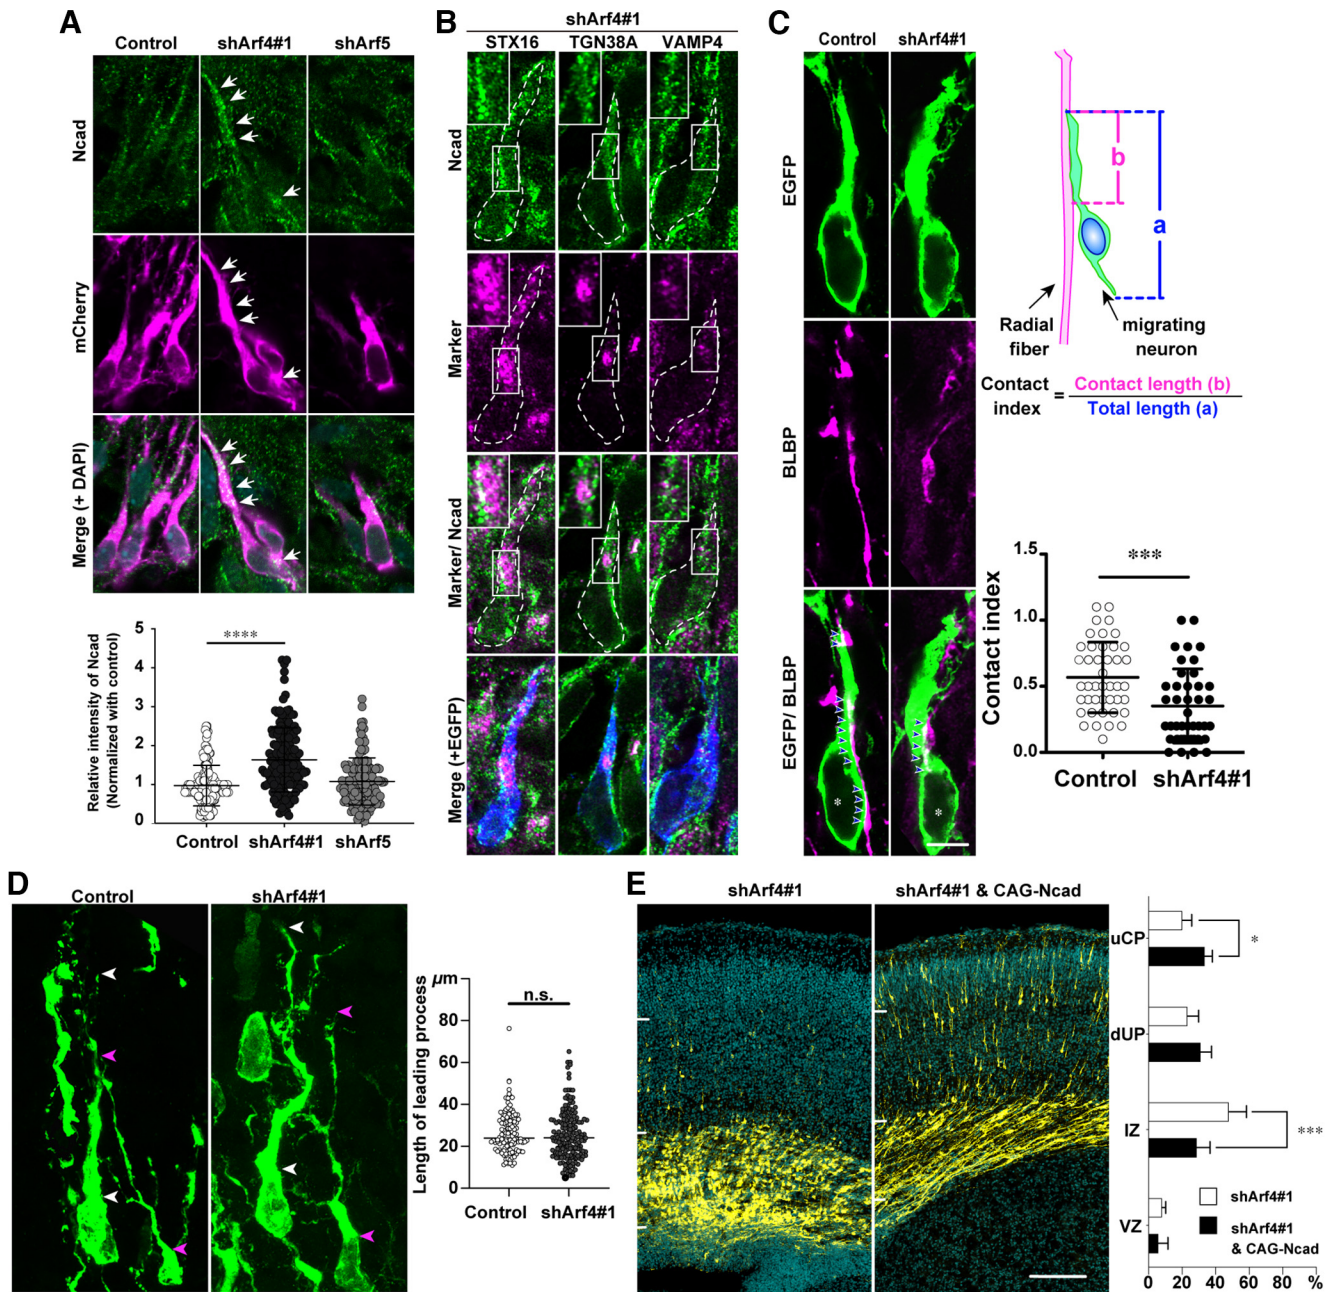 A
Control
shArf4#1
shArf5
Ncad
mCherry
Merge (+ DAPI)
Relative intensity of Ncad
(Normalized with control)
5
4
3
2
1
0
****
Control
shArf4#1
shArf5
B
shArf4#1
STX16
TGN38A
VAMP4
Ncad
Marker
Marker/ Ncad
Merge (+EGFP)
C
Control
shArf4#1
EGFP
BLBP
EGFP/ BLBP
*
*
b
a
Radial
fiber
migrating
neuron
Contact
index
=
Contact length (b)
Total length (a)
Contact index
1.5
1.0
0.5
0.0
***
Control
shArf4#1
D
Control
shArf4#1
Length of leading process
µm
80
60
40
20
0
n.s.
Control
shArf4#1
E
shArf4#1
shArf4#1 & CAG-Ncad
uCP
dUP
IZ
VZ
*
***
shArf4#1
shArf4#1
& CAG-Ncad
0
20
40
60
80
%